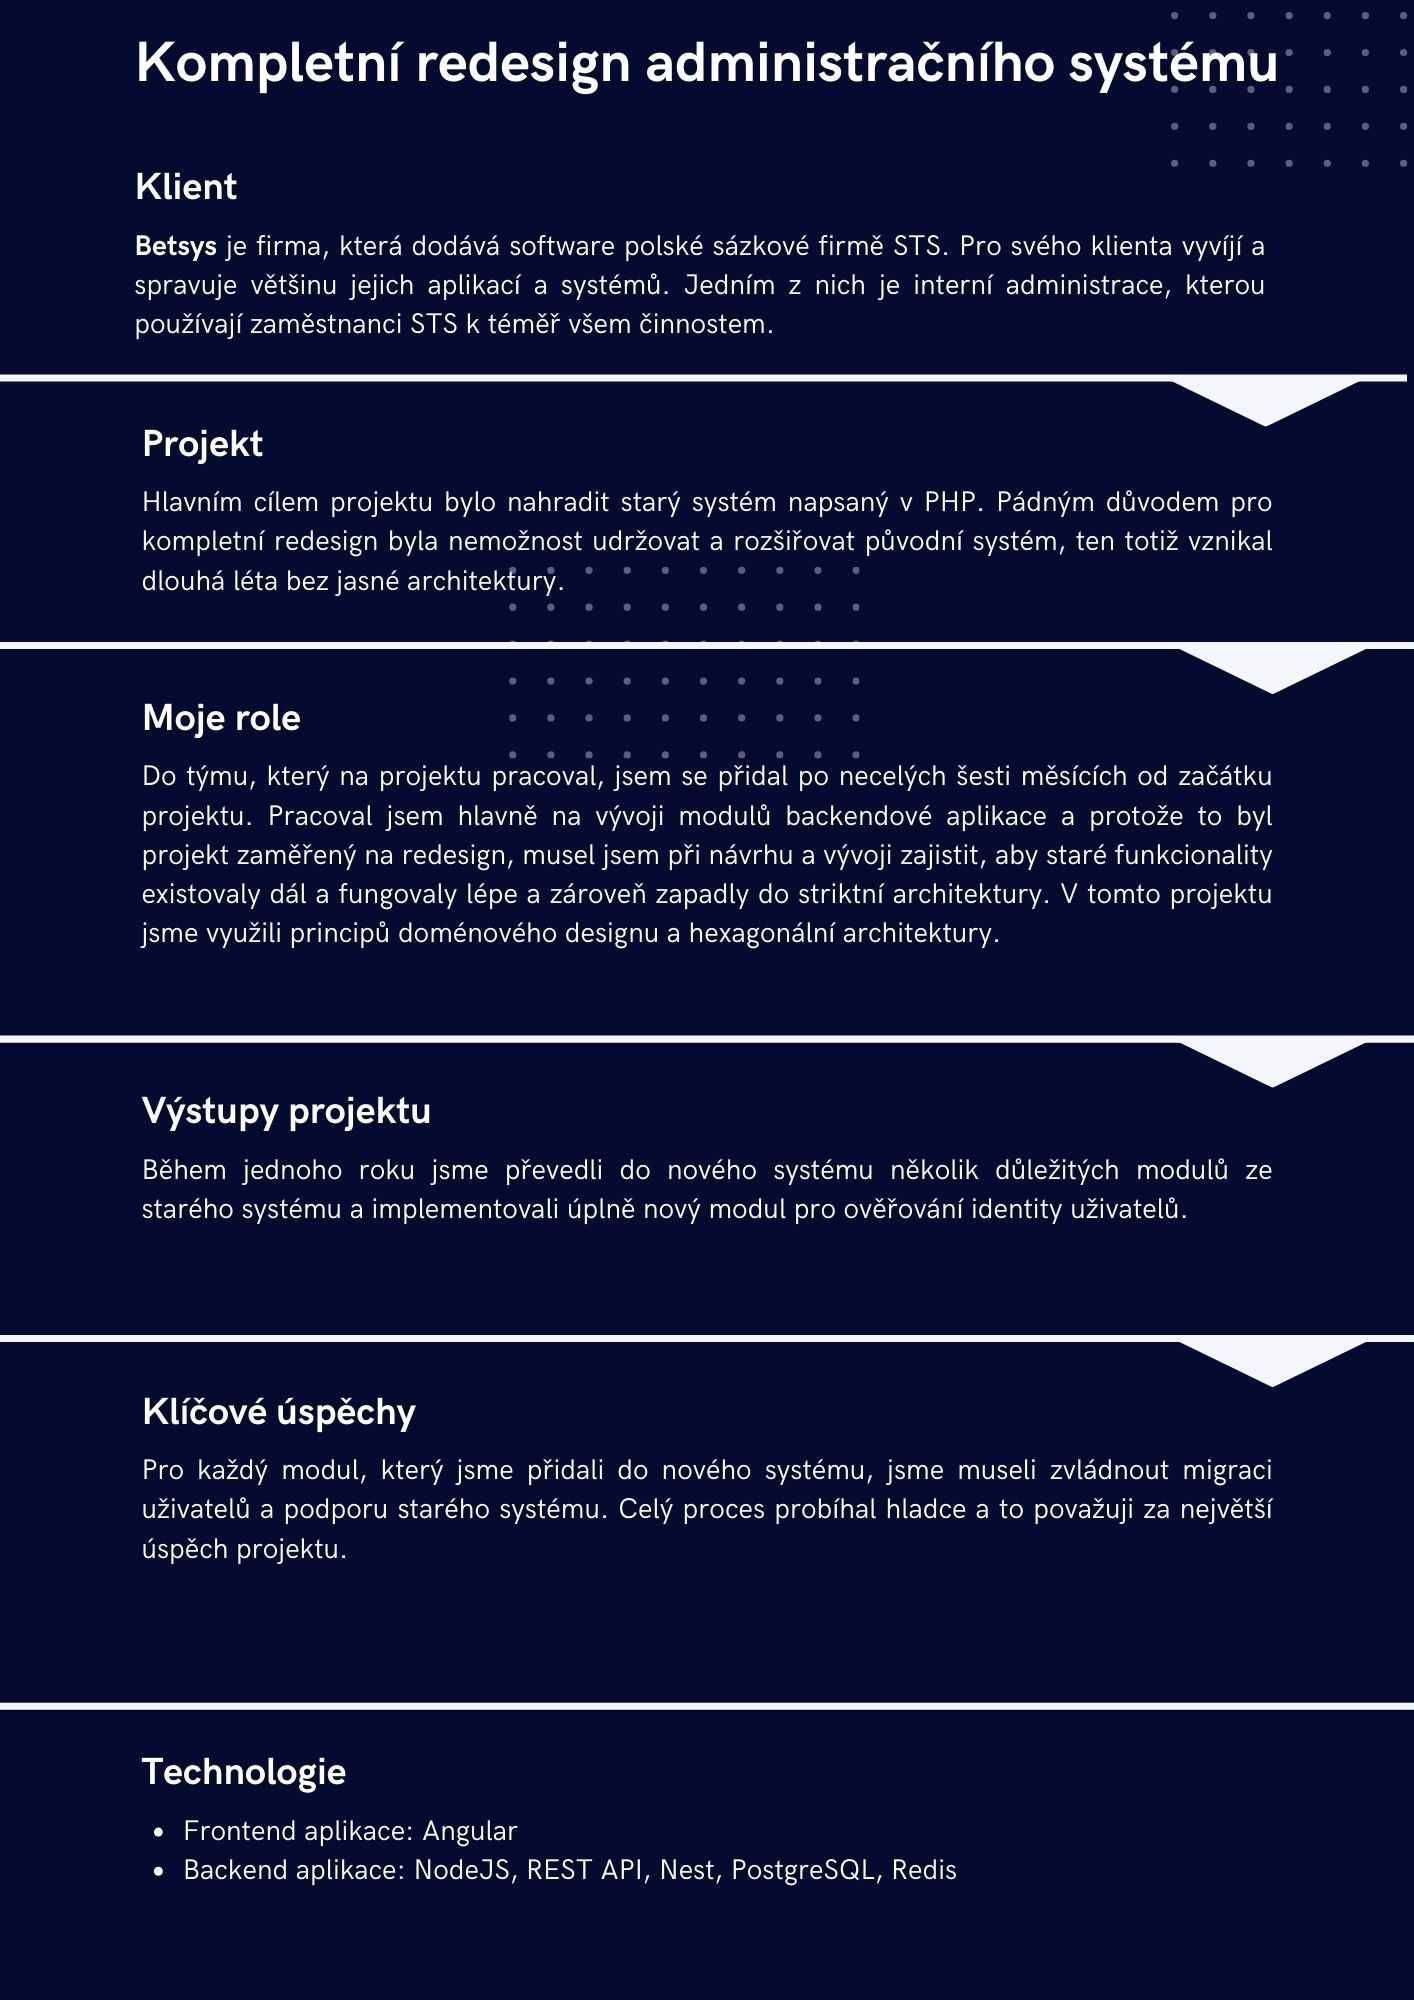 Kompletní redesign administračního systému
Klient
Betsys je firma, která dodává software polské sázkové firmě STS. Pro svého klienta vyvíjí a
spravuje většinu jejich aplikací a systémů. Jedním z nich je interní administrace, kterou
používají zaměstnanci STS k téměř všem činnostem.
Projekt
Hlavním cílem projektu bylo nahradit starý systém napsaný v PHP. Pádným důvodem pro
kompletní redesign byla nemožnost udržovat a rozšiřovat původní systém, ten totiž vznikal
dlouhá léta bez jasné architektury.
Moje role
Do týmu, který na projektu pracoval, jsem se přidal po necelých šesti měsících od začátku
projektu. Pracoval jsem hlavně na vývoji modulů backendové aplikace a protože to byl
projekt zaměřený na redesign, musel jsem při návrhu a vývoji zajistit, aby staré funkcionality
existovaly dál a fungovaly lépe a zároveň zapadly do striktní architektury. V tomto projektu
jsme využili principů doménového designu a hexagonální architektury.
Výstupy projektu
Během jednoho roku jsme převedli do nového systému několik důležitých modulů ze
starého systému a implementovali úplně nový modul pro ověřování identity uživatelů.
Klíčové úspěchy
Pro každý modul, který jsme přidali do nového systému, jsme museli zvládnout migraci
uživatelů a podporu starého systému. Celý proces probíhal hladce a to považuji za největší
úspěch projektu.
Technologie
• Frontend aplikace: Angular
• Backend aplikace: NodeJS, REST API, Nest, PostgreSQL, Redis